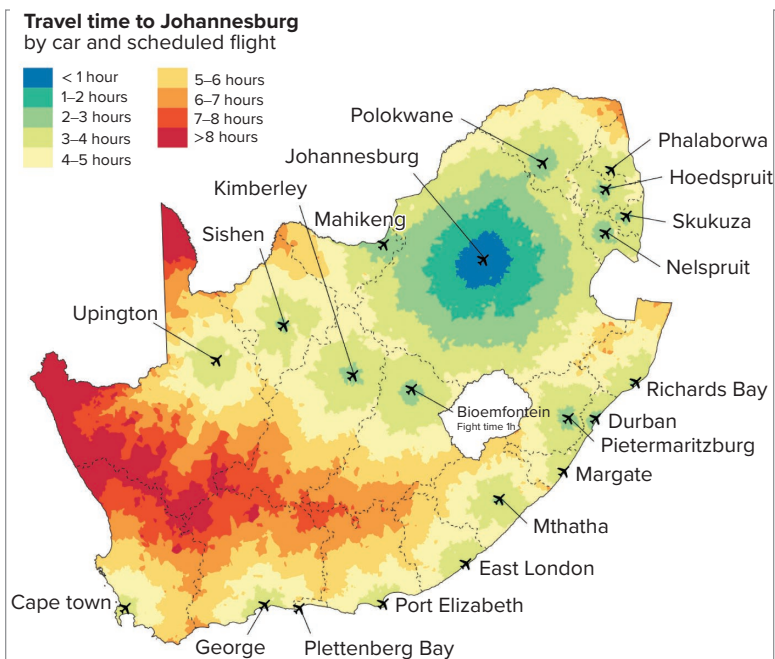 Travel time to Johannesburg
by car and scheduled flight
< 1 hour
1–2 hours
2–3 hours
3–4 hours
4–5 hours
5–6 hours
6–7 hours
7–8 hours
>8 hours
Polokwane
Johannesburg
Kimberley
Mahikeng
Sishen
Upington
Phalaborwa
Hoedspruit
Skukuza
Nelspruit
Richards Bay
Bioemfontein
Fight time 1h
Durban
Pietermaritzburg
Margate
Mthatha
East London
Cape town
Port Elizabeth
George
Plettenberg Bay